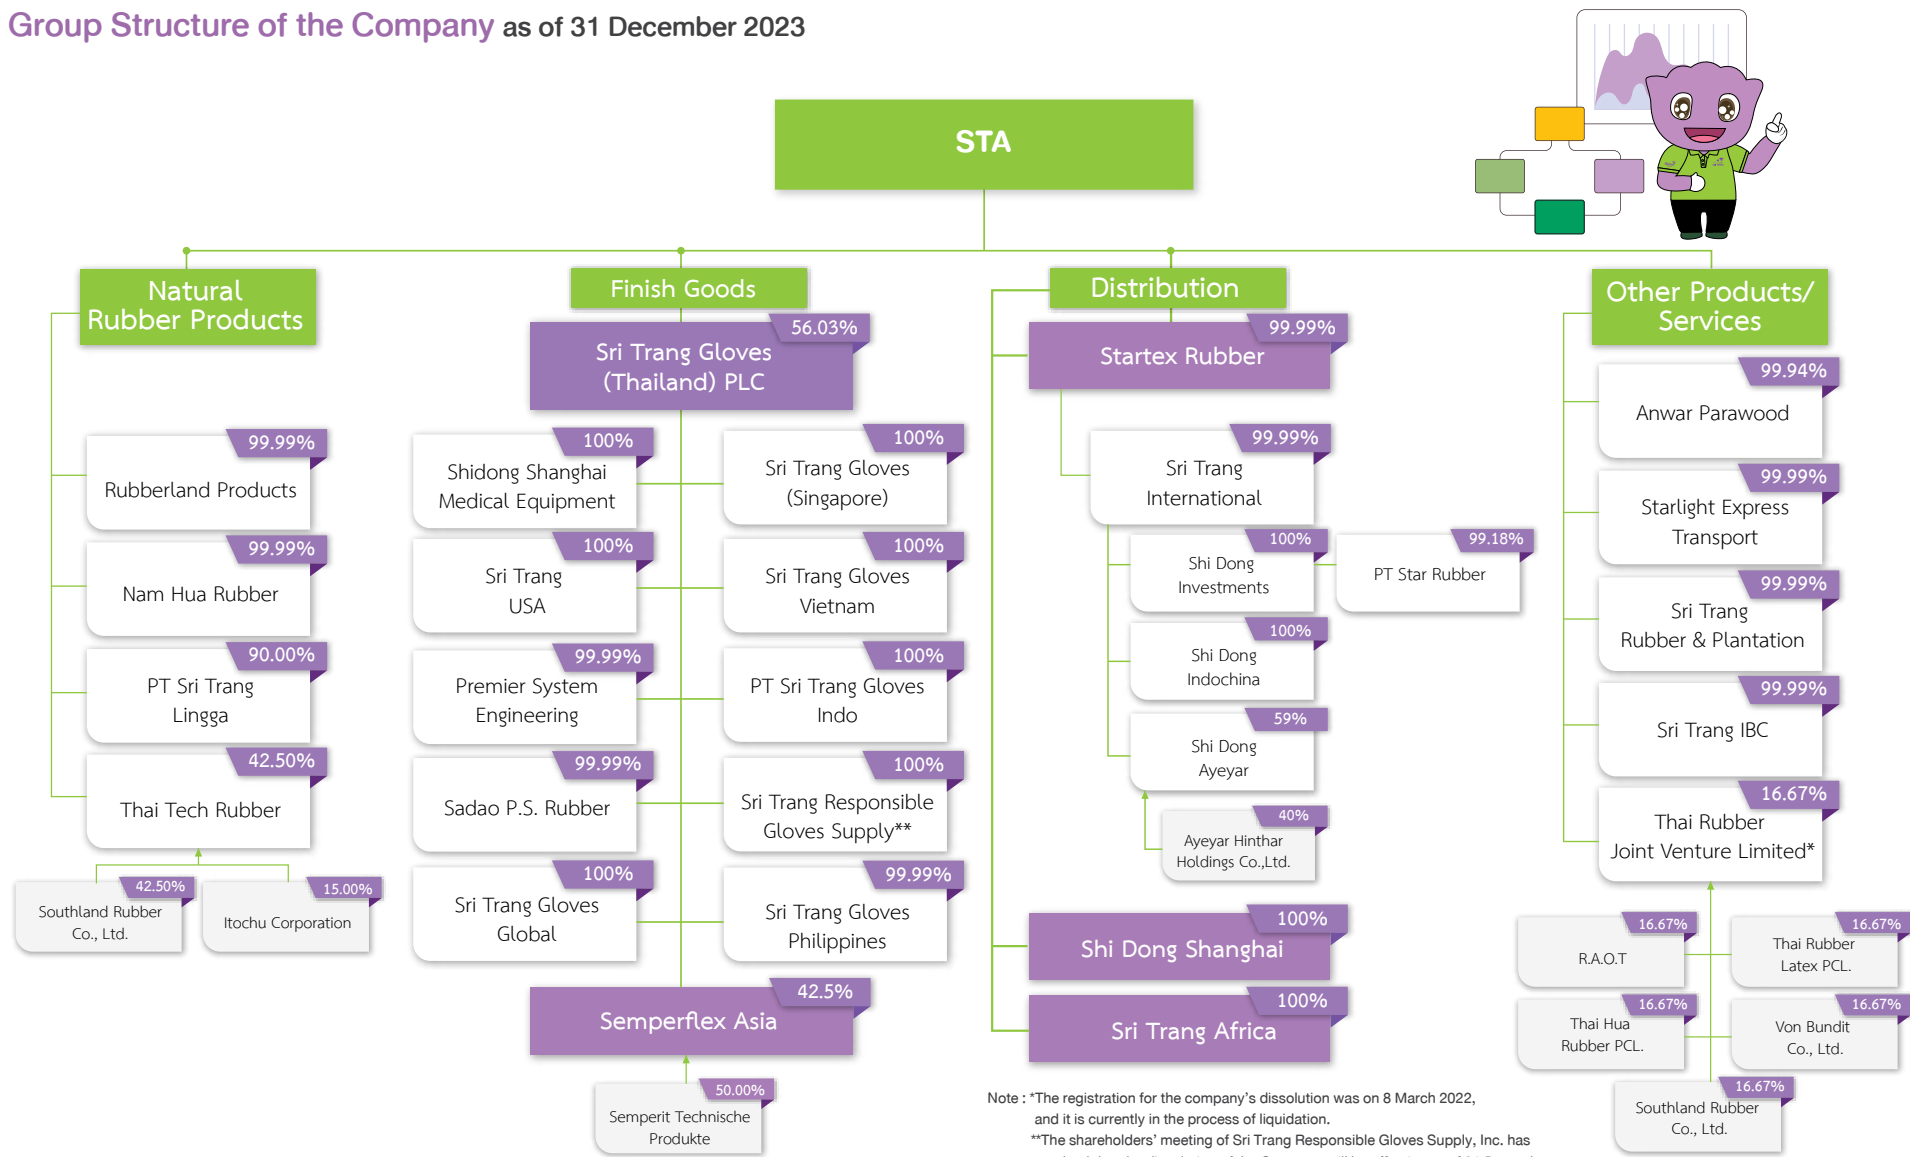 Group Structure of the Company as of 31 December 2023
STA
Natural
Rubber Products
99.99%
Rubberland Products
99.99%
Nam Hua Rubber
90.00%
PT Sri Trang
Lingga
42.50%
Thai Tech Rubber
42.50%
Southland Rubber
Co., Ltd.
15.00%
Itochu Corporation
Finish Goods
56.03%
Sri Trang Gloves
(Thailand) PLC
100%
Shidong Shanghai
Medical Equipment
100%
Sri Trang Gloves
(Singapore)
100%
Sri Trang
USA
100%
Sri Trang Gloves
Vietnam
99.99%
Premier System
Engineering
100%
PT Sri Trang Gloves
Indo
99.99%
Sadao P.S. Rubber
100%
Sri Trang Responsible
Gloves Supply**
100%
Sri Trang Gloves
Global
99.99%
Sri Trang Gloves
Philippines
42.5%
Semperflex Asia
50.00%
Semperit Technische
Produkte
Distribution
99.99%
Startex Rubber
99.99%
Sri Trang
International
100%
Shi Dong
Investments
99.18%
PT Star Rubber
100%
Shi Dong
Indochina
59%
Shi Dong
Ayeyar
40%
Ayeyar Hinthar
Holdings Co.,Ltd.
100%
Shi Dong Shanghai
100%
Sri Trang Africa
Other Products/
Services
99.94%
Anwar Parawood
99.99%
Starlight Express
Transport
99.99%
Sri Trang
Rubber & Plantation
99.99%
Sri Trang IBC
16.67%
Thai Rubber
Joint Venture Limited*
16.67%
R.A.O.T
16.67%
Thai Rubber
Latex PCL.
16.67%
Thai Hua
Rubber PCL.
16.67%
Von Bundit
Co., Ltd.
16.67%
Southland Rubber
Co., Ltd.
Note : *The registration for the company's dissolution was on 8 March 2022,
and it is currently in the process of liquidation.
**The shareholders' meeting of Sri Trang Responsible Gloves Supply, Inc. has